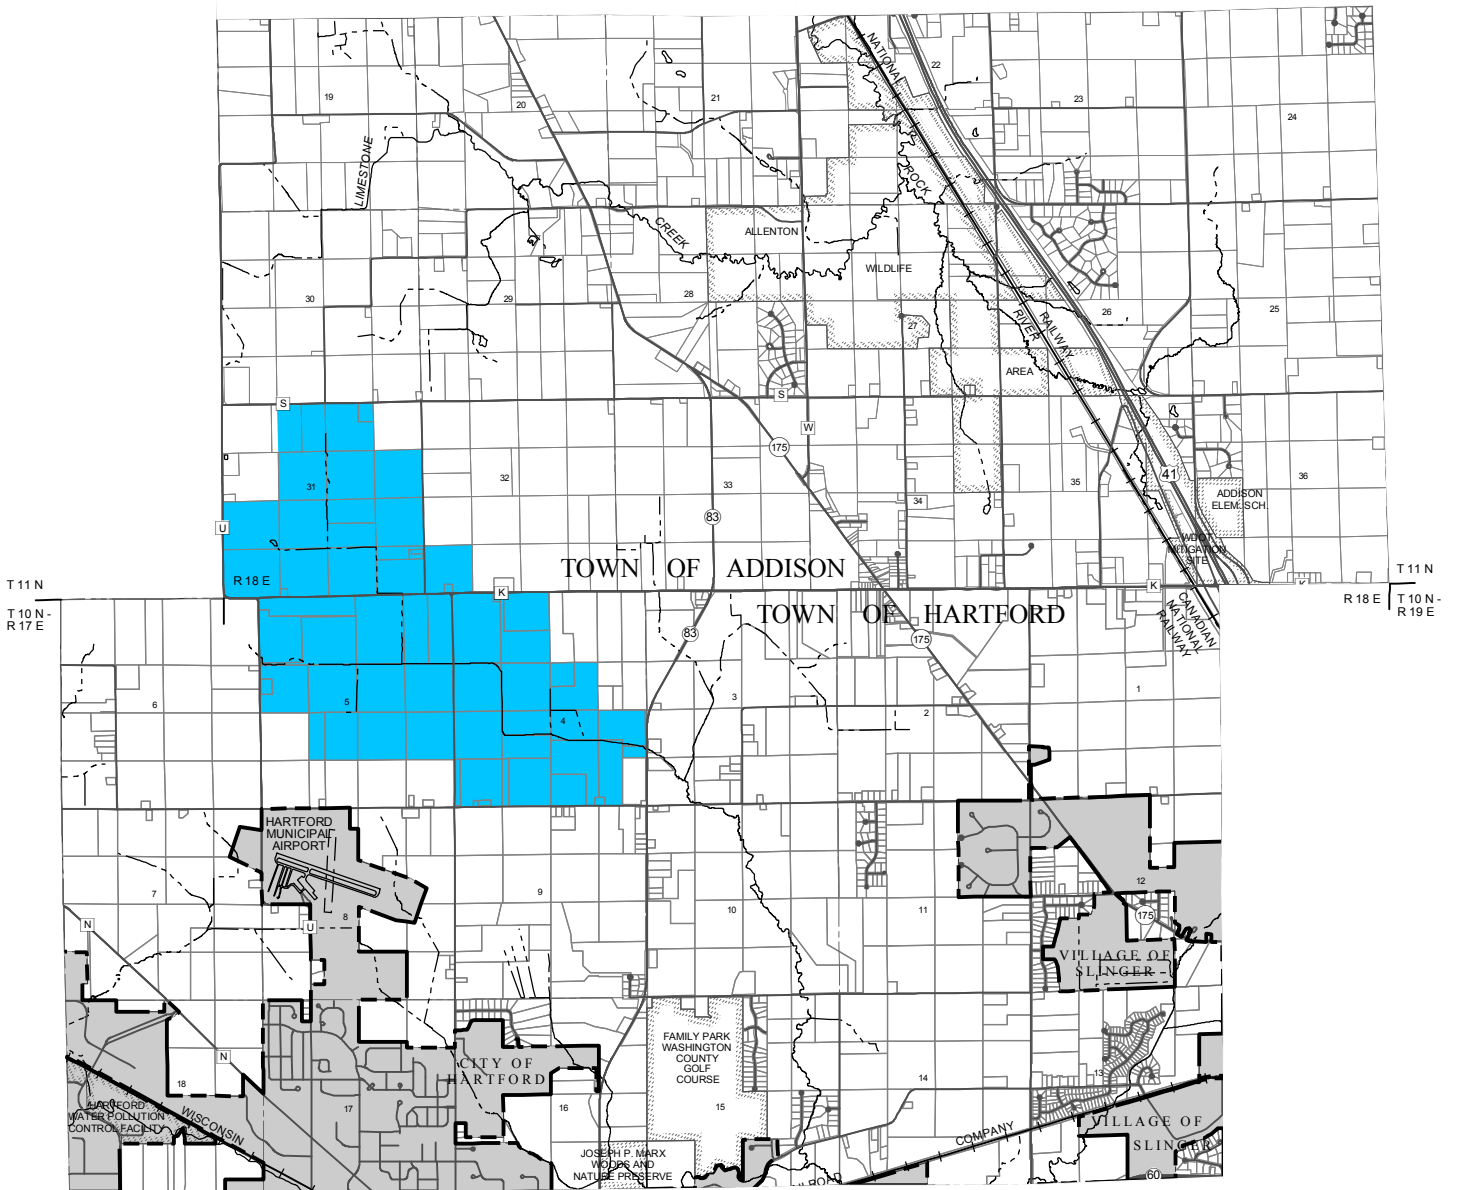 NATIONAL
22
19
20
21
23
24
LIMESTONE
ROCK
CREEK
ALLENTON
WILDLIFE
30
29
28
27
26
25
RIVER
RAILWAY
AREA
S
S
W
175
31
32
33
34
35
41
36
ADDISON
ELEM. SCH.
U
83
WDOT
MITIGATION
SITE
R 18 E
TOWN OF ADDISON
T 11 N
T 10 N -
R 17 E
K
K
K
T 11 N
R 18 E
T 10 N -
R 19 E
TOWN OF HARTFORD
CANADIAN
NATIONAL
RAILWAY
83
175
6
5
4
3
2
1
HARTFORD
MUNICIPAL
AIRPORT
7
8
9
10
11
12
N
U
175
VILLAGE OF
SLINGER
FAMILY PARK
WASHINGTON
COUNTY
GOLF
COURSE
N
CITY OF
HARTFORD
18
17
16
15
14
13
HARTFORD
WATER POLLUTION
CONTROL FACILITY
WISCONSIN
COMPANY
VILLAGE OF
SLINGER
JOSEPH P. MARX
WOODS AND
NATURE PRESERVE
60